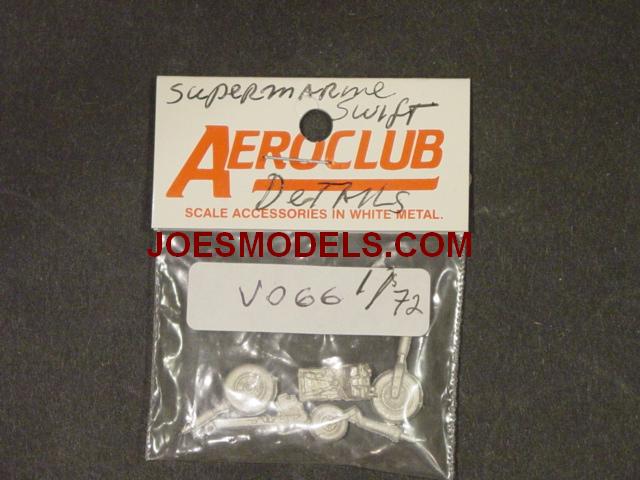 SUPERMARINE
SWIFT
AEROCLUB
DETAILS
SCALE ACCESSORIES IN WHITE METAL.
JOESMODELS.COM
V066 1/72